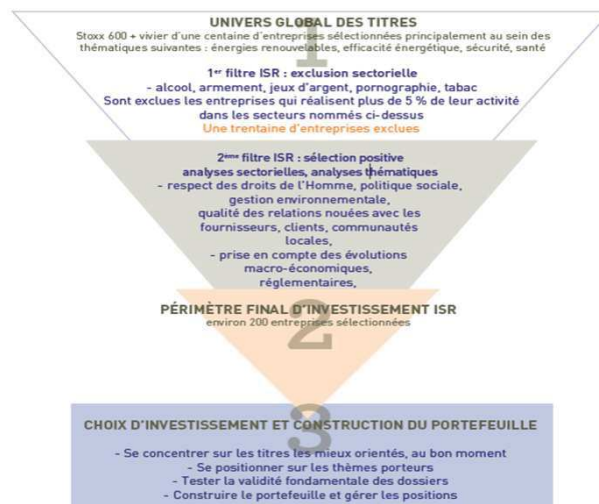 UNIVERS GLOBAL DES TITRES
1
Stoxx 600 + vivier d'une centaine d'entreprises sélectionnées principalement au sein des
thématiques suivantes : énergies renouvelables, efficacité énergétique, sécurité, santé
1er filtre ISR : exclusion sectorielle
- alcool, armement, jeux d'argent, pornographie, tabac
Sont exclues les entreprises qui réalisent plus de 5 % de leur activité
dans les secteurs nommés ci-dessus
Une trentaine d'entreprises exclues
2ème filtre ISR : sélection positive
analyses sectorielles, analyses thématiques
- respect des droits de l'Homme, politique sociale,
gestion environnementale,
qualité des relations nouées avec les
fournisseurs, clients, communautés
locales,
- prise en compte des évolutions
macro-économiques,
réglementaires,
PÉRIMÈTRE FINAL D'INVESTISSEMENT ISR
environ 200 entreprises sélectionnées
2
3
CHOIX D'INVESTISSEMENT ET CONSTRUCTION DU PORTEFEUILLE
- Se concentrer sur les titres les mieux orientés, au bon moment
- Se positionner sur les thèmes porteurs
- Tester la validité fondamentale des dossiers
- Construire le portefeuille et gérer les positions